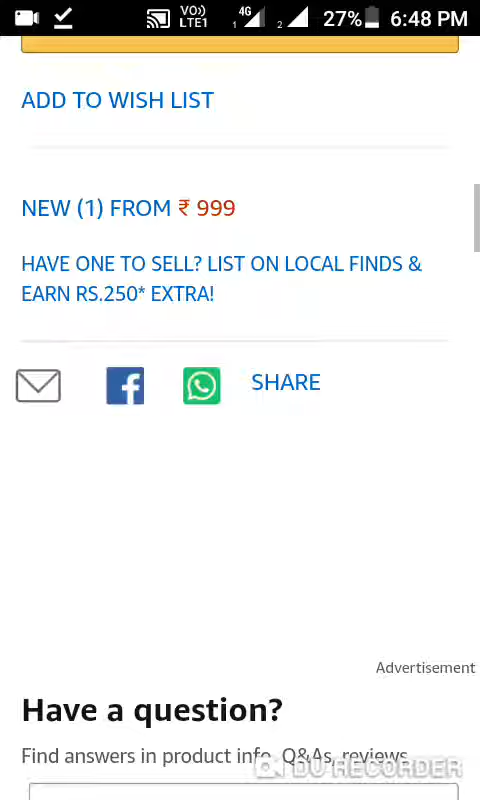 VO)) LTE1 4G 1 2 27% 6:48 PM
ADD TO WISH LIST
NEW (1) FROM ₹ 999
HAVE ONE TO SELL? LIST ON LOCAL FINDS &
EARN RS.250* EXTRA!
SHARE
Advertisement
Have a question?
Find answers in product info, Q&As, reviews
DU RECORDER